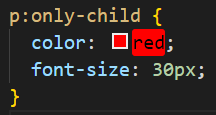 p:only-child {
color: red;
font-size: 30px;
}